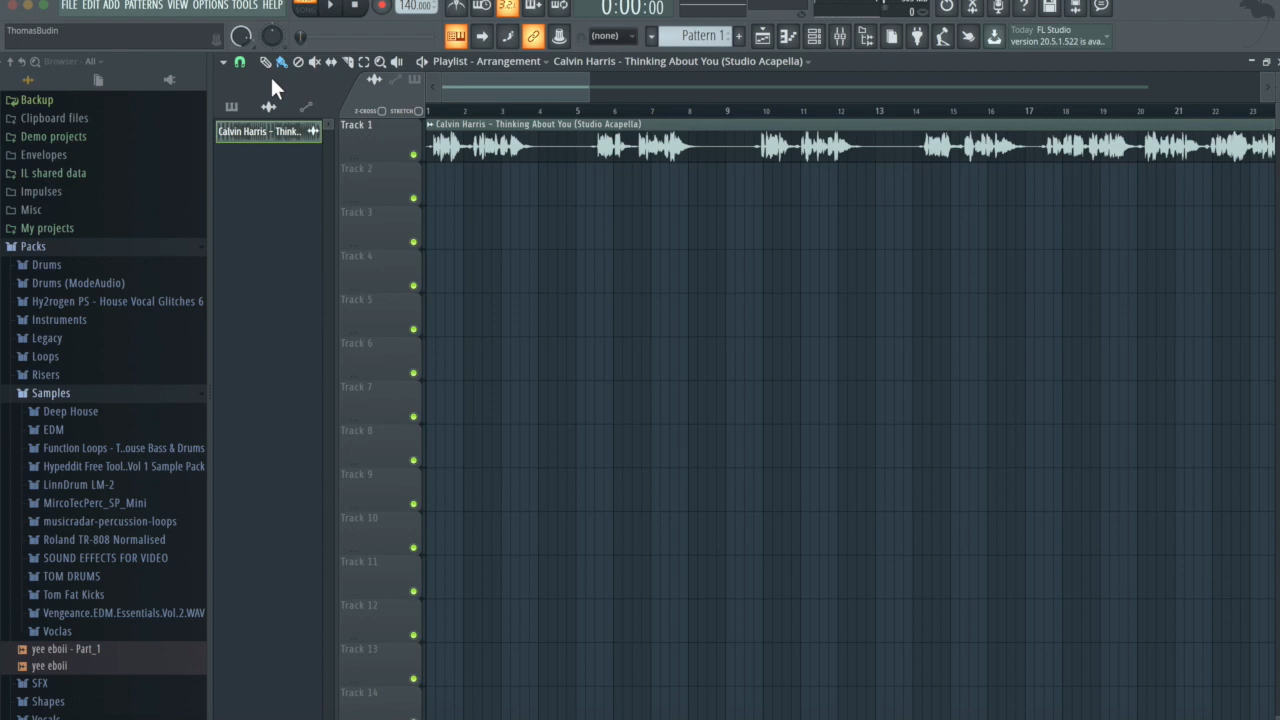 FILE EDIT ADD PATTERNS VIEW OPTIONS TOOLS HELP
140.000
3.2
0:00:00
0
ThomasBudin
(none)
Pattern 1
+
Today FL Studio
version 20.5.1.522 is ava..
Browser - All
Playlist - Arrangement
Calvin Harris - Thinking About You (Studio Acapella)
Z-CROSS
STRETCH
1 2 3 4 5 6 7 8 9 10 11 12 13 14 15 16 17 18 19 20 21 22 23
Calvin Harris - Think..
Calvin Harris - Thinking About You (Studio Acapella)
Track 1
Track 2
Track 3
Track 4
Track 5
Track 6
Track 7
Track 8
Track 9
Track 10
Track 11
Track 12
Track 13
Track 14
Backup
Clipboard files
Demo projects
Envelopes
IL shared data
Impulses
Misc
My projects
Packs
Drums
Drums (ModeAudio)
Hy2rogen PS - House Vocal Glitches 6
Instruments
Legacy
Loops
Risers
Samples
Deep House
EDM
Function Loops - T..ouse Bass & Drums
Hypeddit Free Tool..Vol 1 Sample Pack
LinnDrum LM-2
MircoTecPerc_SP_Mini
musicradar-percussion-loops
Roland TR-808 Normalised
SOUND EFFECTS FOR VIDEO
TOM DRUMS
Tom Fat Kicks
Vengeance.EDM.Essentials.Vol.2.WAV
Voclas
yee eboii - Part_1
yee eboii
SFX
Shapes
Vocals